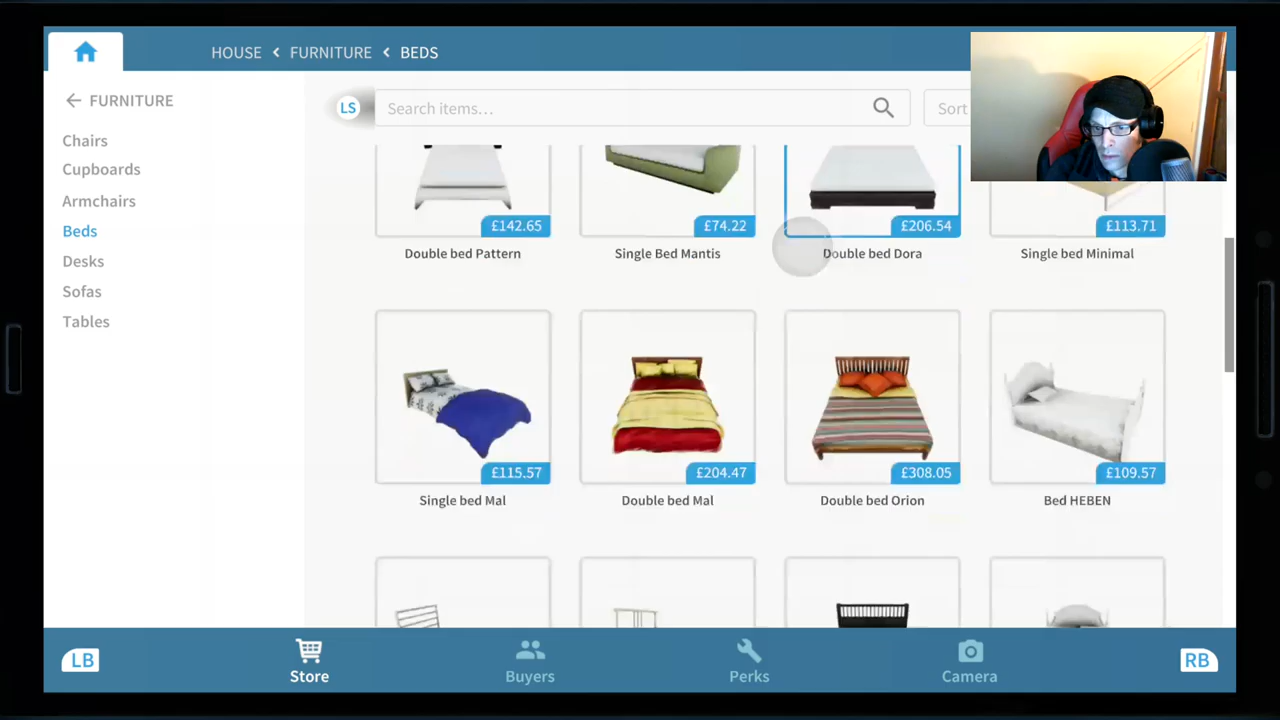 HOUSE < FURNITURE < BEDS
FURNITURE
LS
Search items...
Sort
Chairs
Cupboards
Armchairs
Beds
Desks
Sofas
Tables
£142.65
£74.22
£206.54
£113.71
Double bed Pattern
Single Bed Mantis
Double bed Dora
Single bed Minimal
£115.57
£204.47
£308.05
£109.57
Single bed Mal
Double bed Mal
Double bed Orion
Bed HEBEN
LB
Store
Buyers
Perks
Camera
RB